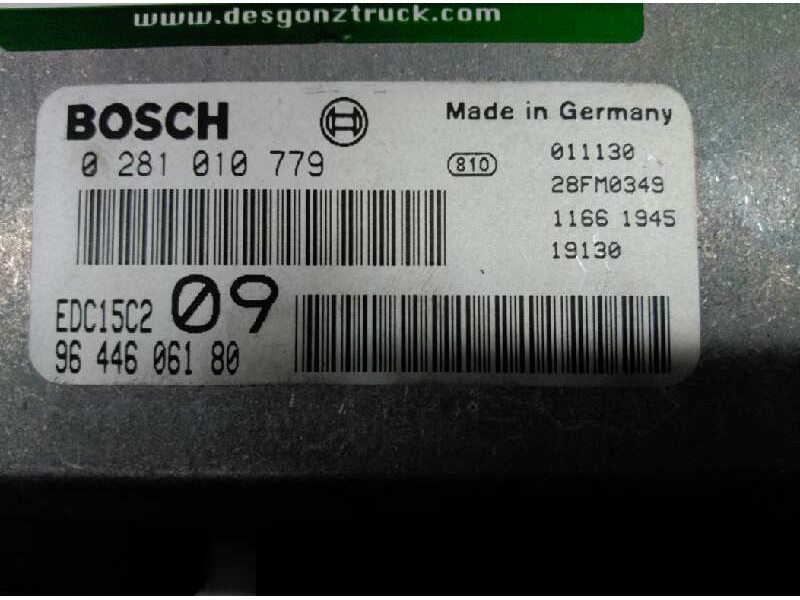 www.desgonztruck.com
BOSCH
Made in Germany
0 281 010 779
810
011130
28FM0349
1166 1945
19130
EDC15C2 09
96 446 061 80